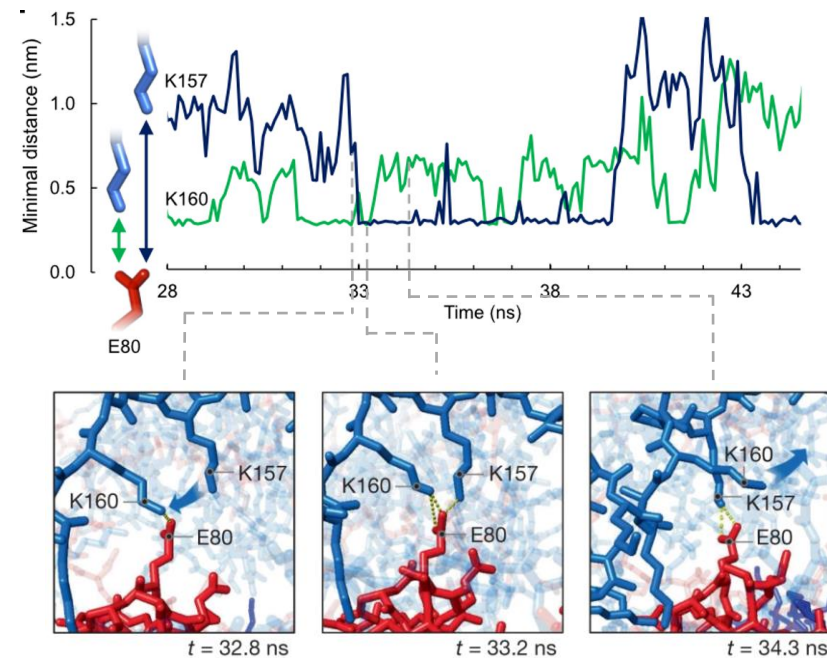 Minimal distance (nm)
1.5
1.0
0.5
0.0
K157
K160
E80
28
33
38
43
Time (ns)
K160
K157
E80
t = 32.8 ns
K160
K157
E80
t = 33.2 ns
K160
K157
E80
t = 34.3 ns